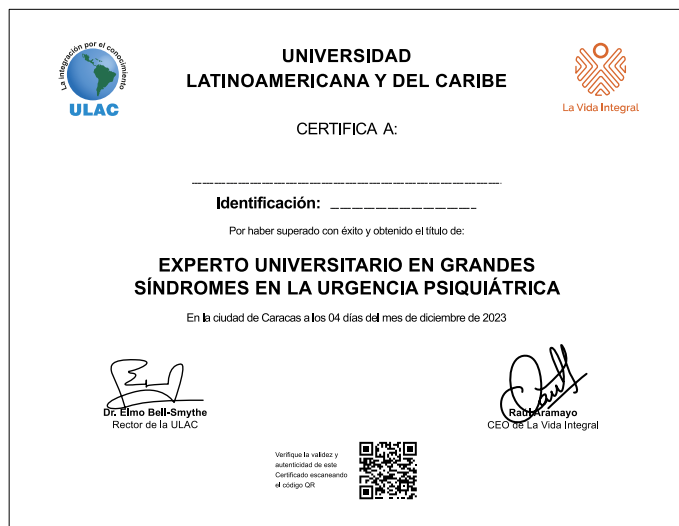 La integración por el conocimiento
ULAC
UNIVERSIDAD
LATINOAMERICANA Y DEL CARIBE
La Vida Integral
CERTIFICA A:
Identificación:
Por haber superado con éxito y obtenido el título de:
EXPERTO UNIVERSITARIO EN GRANDES
SÍNDROMES EN LA URGENCIA PSIQUIÁTRICA
En la ciudad de Caracas a los 04 días del mes de diciembre de 2023
Dr. Elmo Bell-Smythe
Rector de la ULAC
Raúl Aramayo
CEO de La Vida Integral
Verifique la validez y
autenticidad de este
Certificado escaneando
el código QR